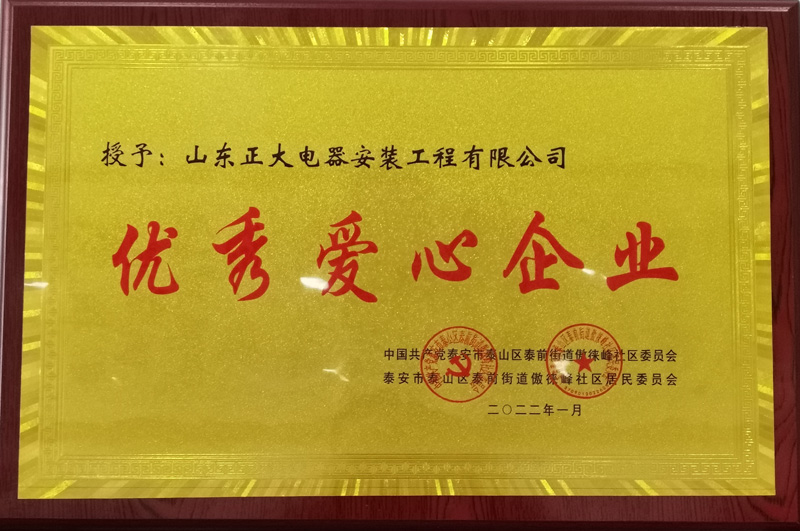 授予：山东正大电器安装工程有限公司
优秀爱心企业
中国共产党泰安市泰山区泰前街道傲徕峰社区委员会
泰安市泰山区泰前街道傲徕峰社区居民委员会
二〇二二年一月